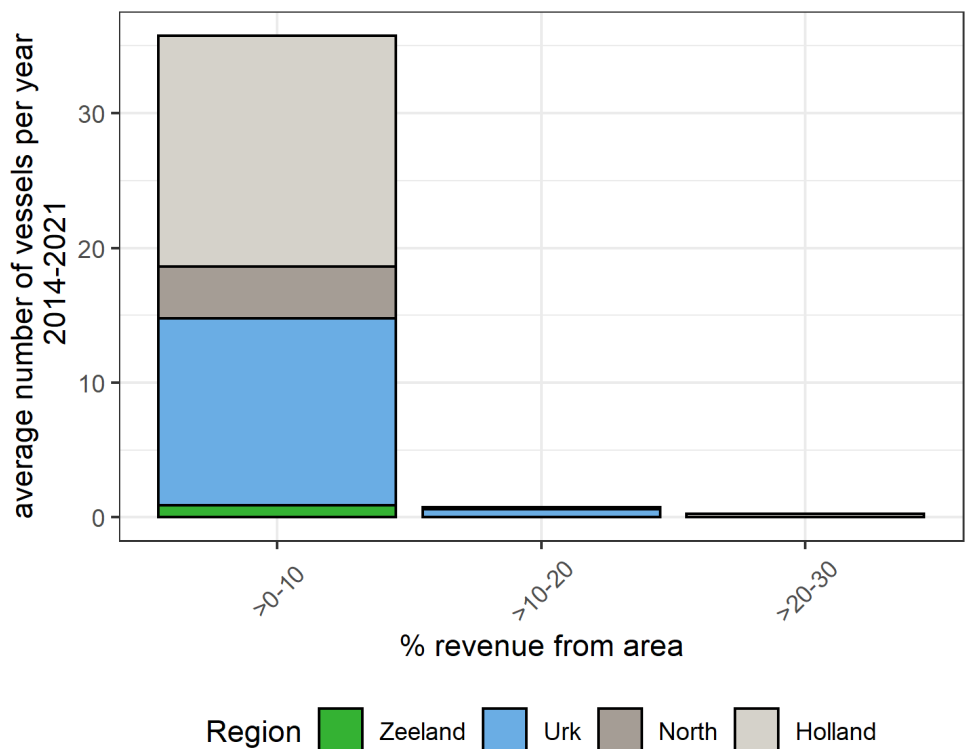 average number of vessels per year
2014-2021
30
20
10
0
>0-10
>10-20
>20-30
% revenue from area
Region Zeeland Urk North Holland